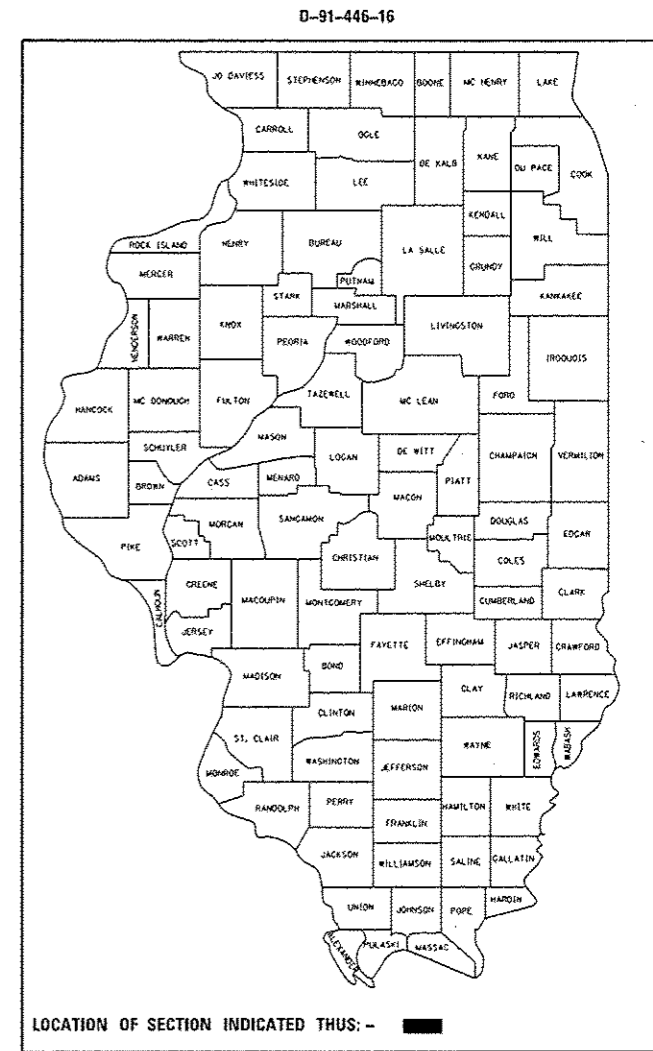 D-91-446-16
JO DAVIESS STEPHENSON WINNEBAGO BOONE MC HENRY LAKE
CARROLL OGLE
DE KALB KANE DU PAGE COOK
WHITESIDE LEE
KENDALL
ROCK ISLAND HENRY BUREAU LA SALLE WILL
MERCER PUTNAM GRUNDY
STARK MARSHALL KANKAKEE
HENDERSON WARREN KNOX PEORIA WOODFORD LIVINGSTON IROQUOIS
HANCOCK MC DONOUGH FULTON TAZEWELL MC LEAN FORD
MASON
SCHUYLER LOGAN DE WITT CHAMPAIGN VERMILION
ADAMS BROWN CASS MENARD PIATT
MACON
MORGAN SANGAMON DOUGLAS
PIKE SCOTT CHRISTIAN MOULTRIE EDGAR
COLES
GREENE SHELBY
CALHOUN MACOUPIN MONTGOMERY CUMBERLAND CLARK
JERSEY
FAYETTE EFFINGHAM JASPER CRAWFORD
MADISON BOND
CLAY RICHLAND LAWRENCE
CLINTON MARION
ST. CLAIR WAYNE EDWARDS WABASH
WASHINGTON JEFFERSON
MONROE
RANDOLPH PERRY HAMILTON WHITE
FRANKLIN
JACKSON WILLIAMSON SALINE GALLATIN
UNION JOHNSON POPE HARDIN
ALEXANDER PULASKI MASSAC
LOCATION OF SECTION INDICATED THUS: -